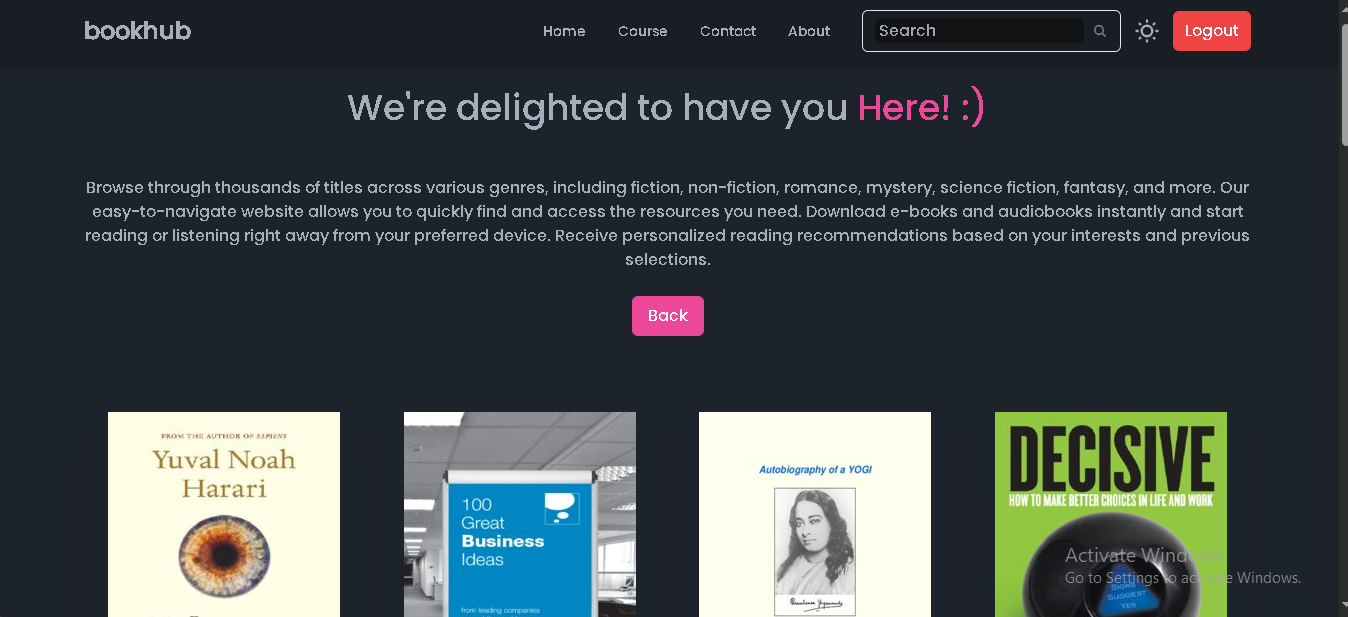 bookhub
Home
Course
Contact
About
Search
Logout
We're delighted to have you Here! :)
Browse through thousands of titles across various genres, including fiction, non-fiction, romance, mystery, science fiction, fantasy, and more. Our
easy-to-navigate website allows you to quickly find and access the resources you need. Download e-books and audiobooks instantly and start
reading or listening right away from your preferred device. Receive personalized reading recommendations based on your interests and previous
selections.
Back
FROM THE AUTHOR OF SAPIENS
Yuval Noah
Harari
100
Great
Business
Ideas
from leading companies
Autobiography of a YOGI
DECISIVE
HOW TO MAKE BETTER CHOICES IN LIFE AND WORK
SIGNS
SUGGEST
YES
Activate Windows
Go to Settings to activate Windows.